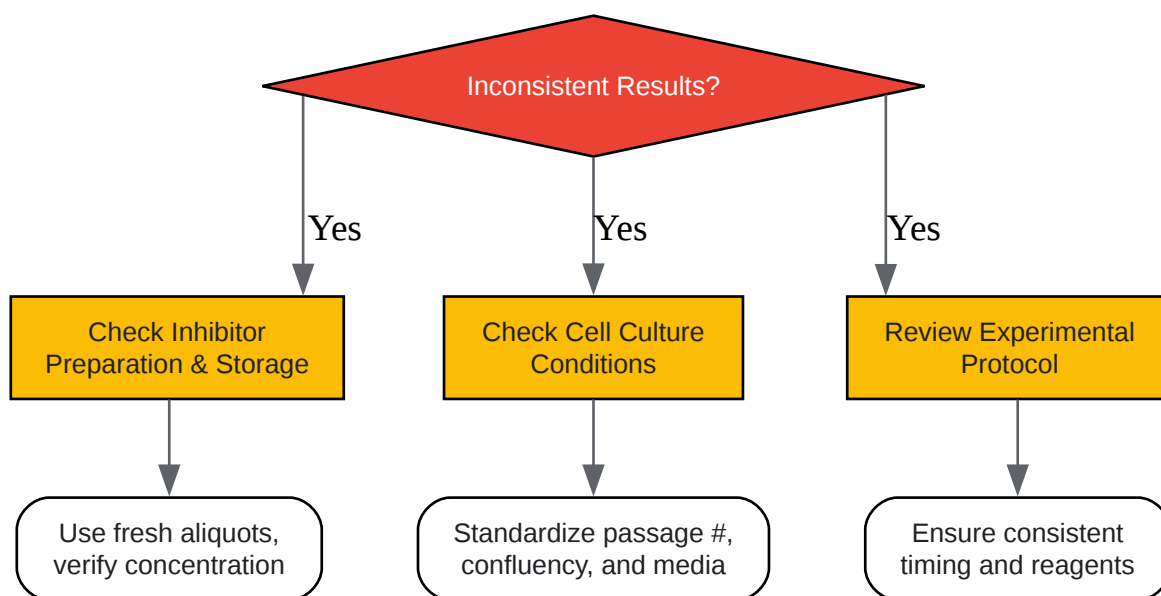 Inconsistent Results?
Yes
Yes
Yes
Check Inhibitor
Preparation & Storage
Check Cell Culture
Conditions
Review Experimental
Protocol
Use fresh aliquots,
verify concentration
Standardize passage #,
confluency, and media
Ensure consistent
timing and reagents